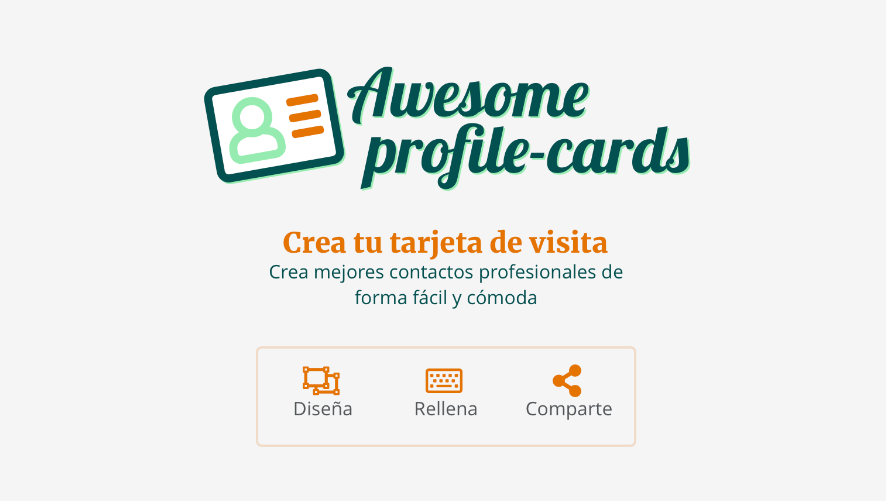 Awesome
profile-cards
Crea tu tarjeta de visita
Crea mejores contactos profesionales de
forma fácil y cómoda
Diseña
Rellena
Comparte